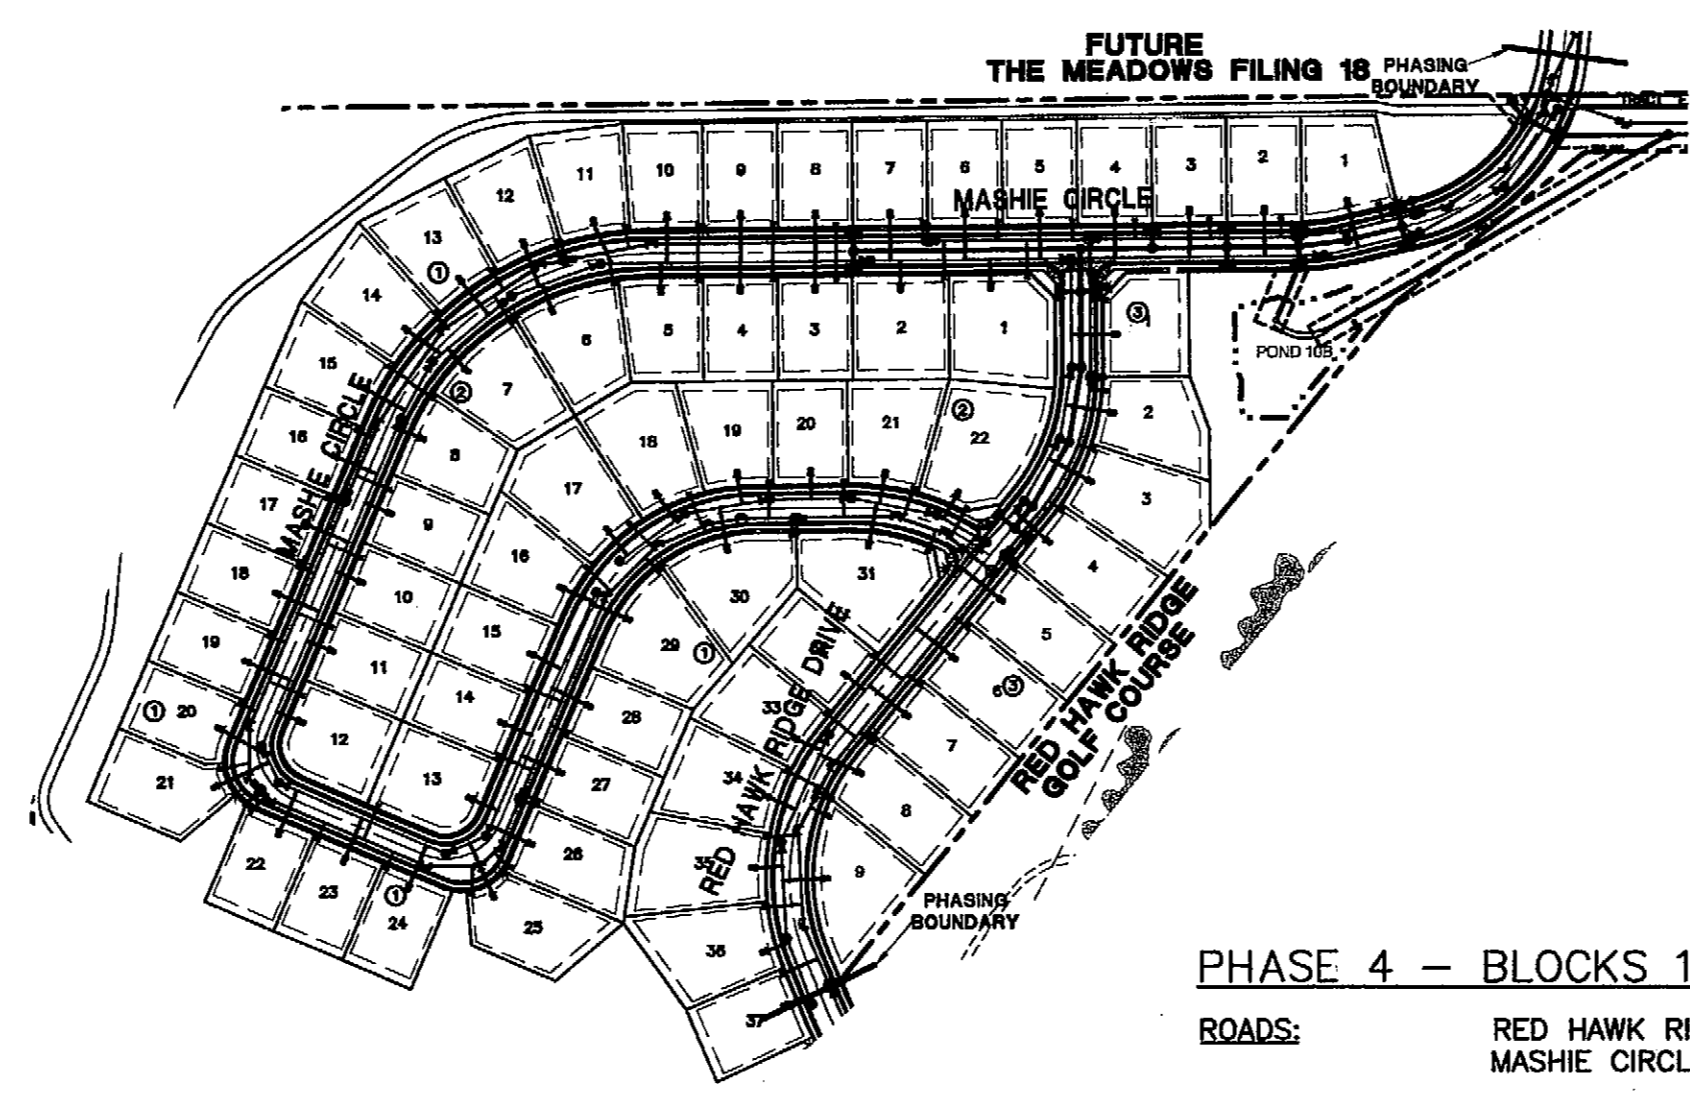 FUTURE
THE MEADOWS FILING 18
PHASING
BOUNDARY
11 10 9 8 7 6 5 4 3 2 1
12
MASHIE CIRCLE
13
①
14
15
16
17
18
19
① 20
21
MASHIE CIRCLE
6 5 4 3 2 1
③
POND 10B
7
②
8
9
10
11
12
18 19 20 21 22
②
17
16
15
14
13
2
3
4
5
6 ③
7
8
9
31
30
29 ①
28
27
26
25
22
23
①
24
33
34
35
36
37
RED HAWK RIDGE DRIVE
RED HAWK RIDGE
GOLF COURSE
PHASING
BOUNDARY
PHASE 4 – BLOCKS 1
ROADS:
RED HAWK RI
MASHIE CIRCL